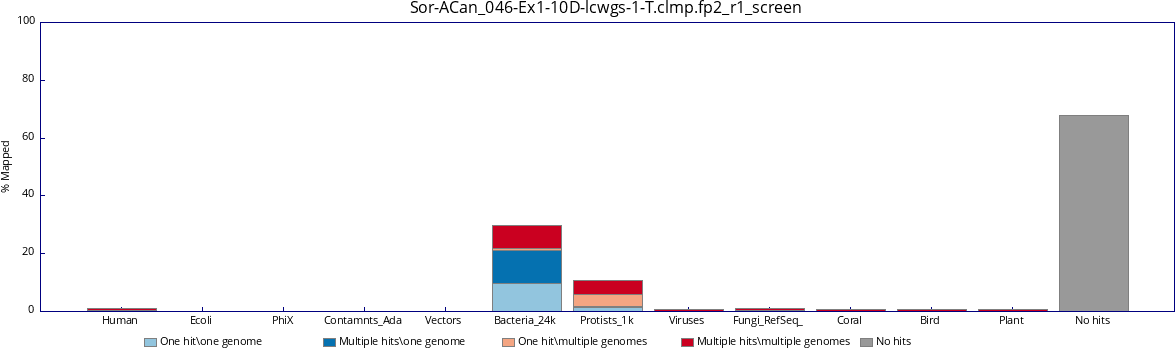 Sor-ACan_046-Ex1-10D-lcwgs-1-T.clmp.fp2_r1_screen
% Mapped
100
80
60
40
20
0
Human Ecoli PhiX Contamnts_Ada Vectors Bacteria_24k Protists_1k Viruses Fungi_RefSeq_ Coral Bird Plant No hits
One hit\one genome Multiple hits\one genome One hit\multiple genomes Multiple hits\multiple genomes No hits